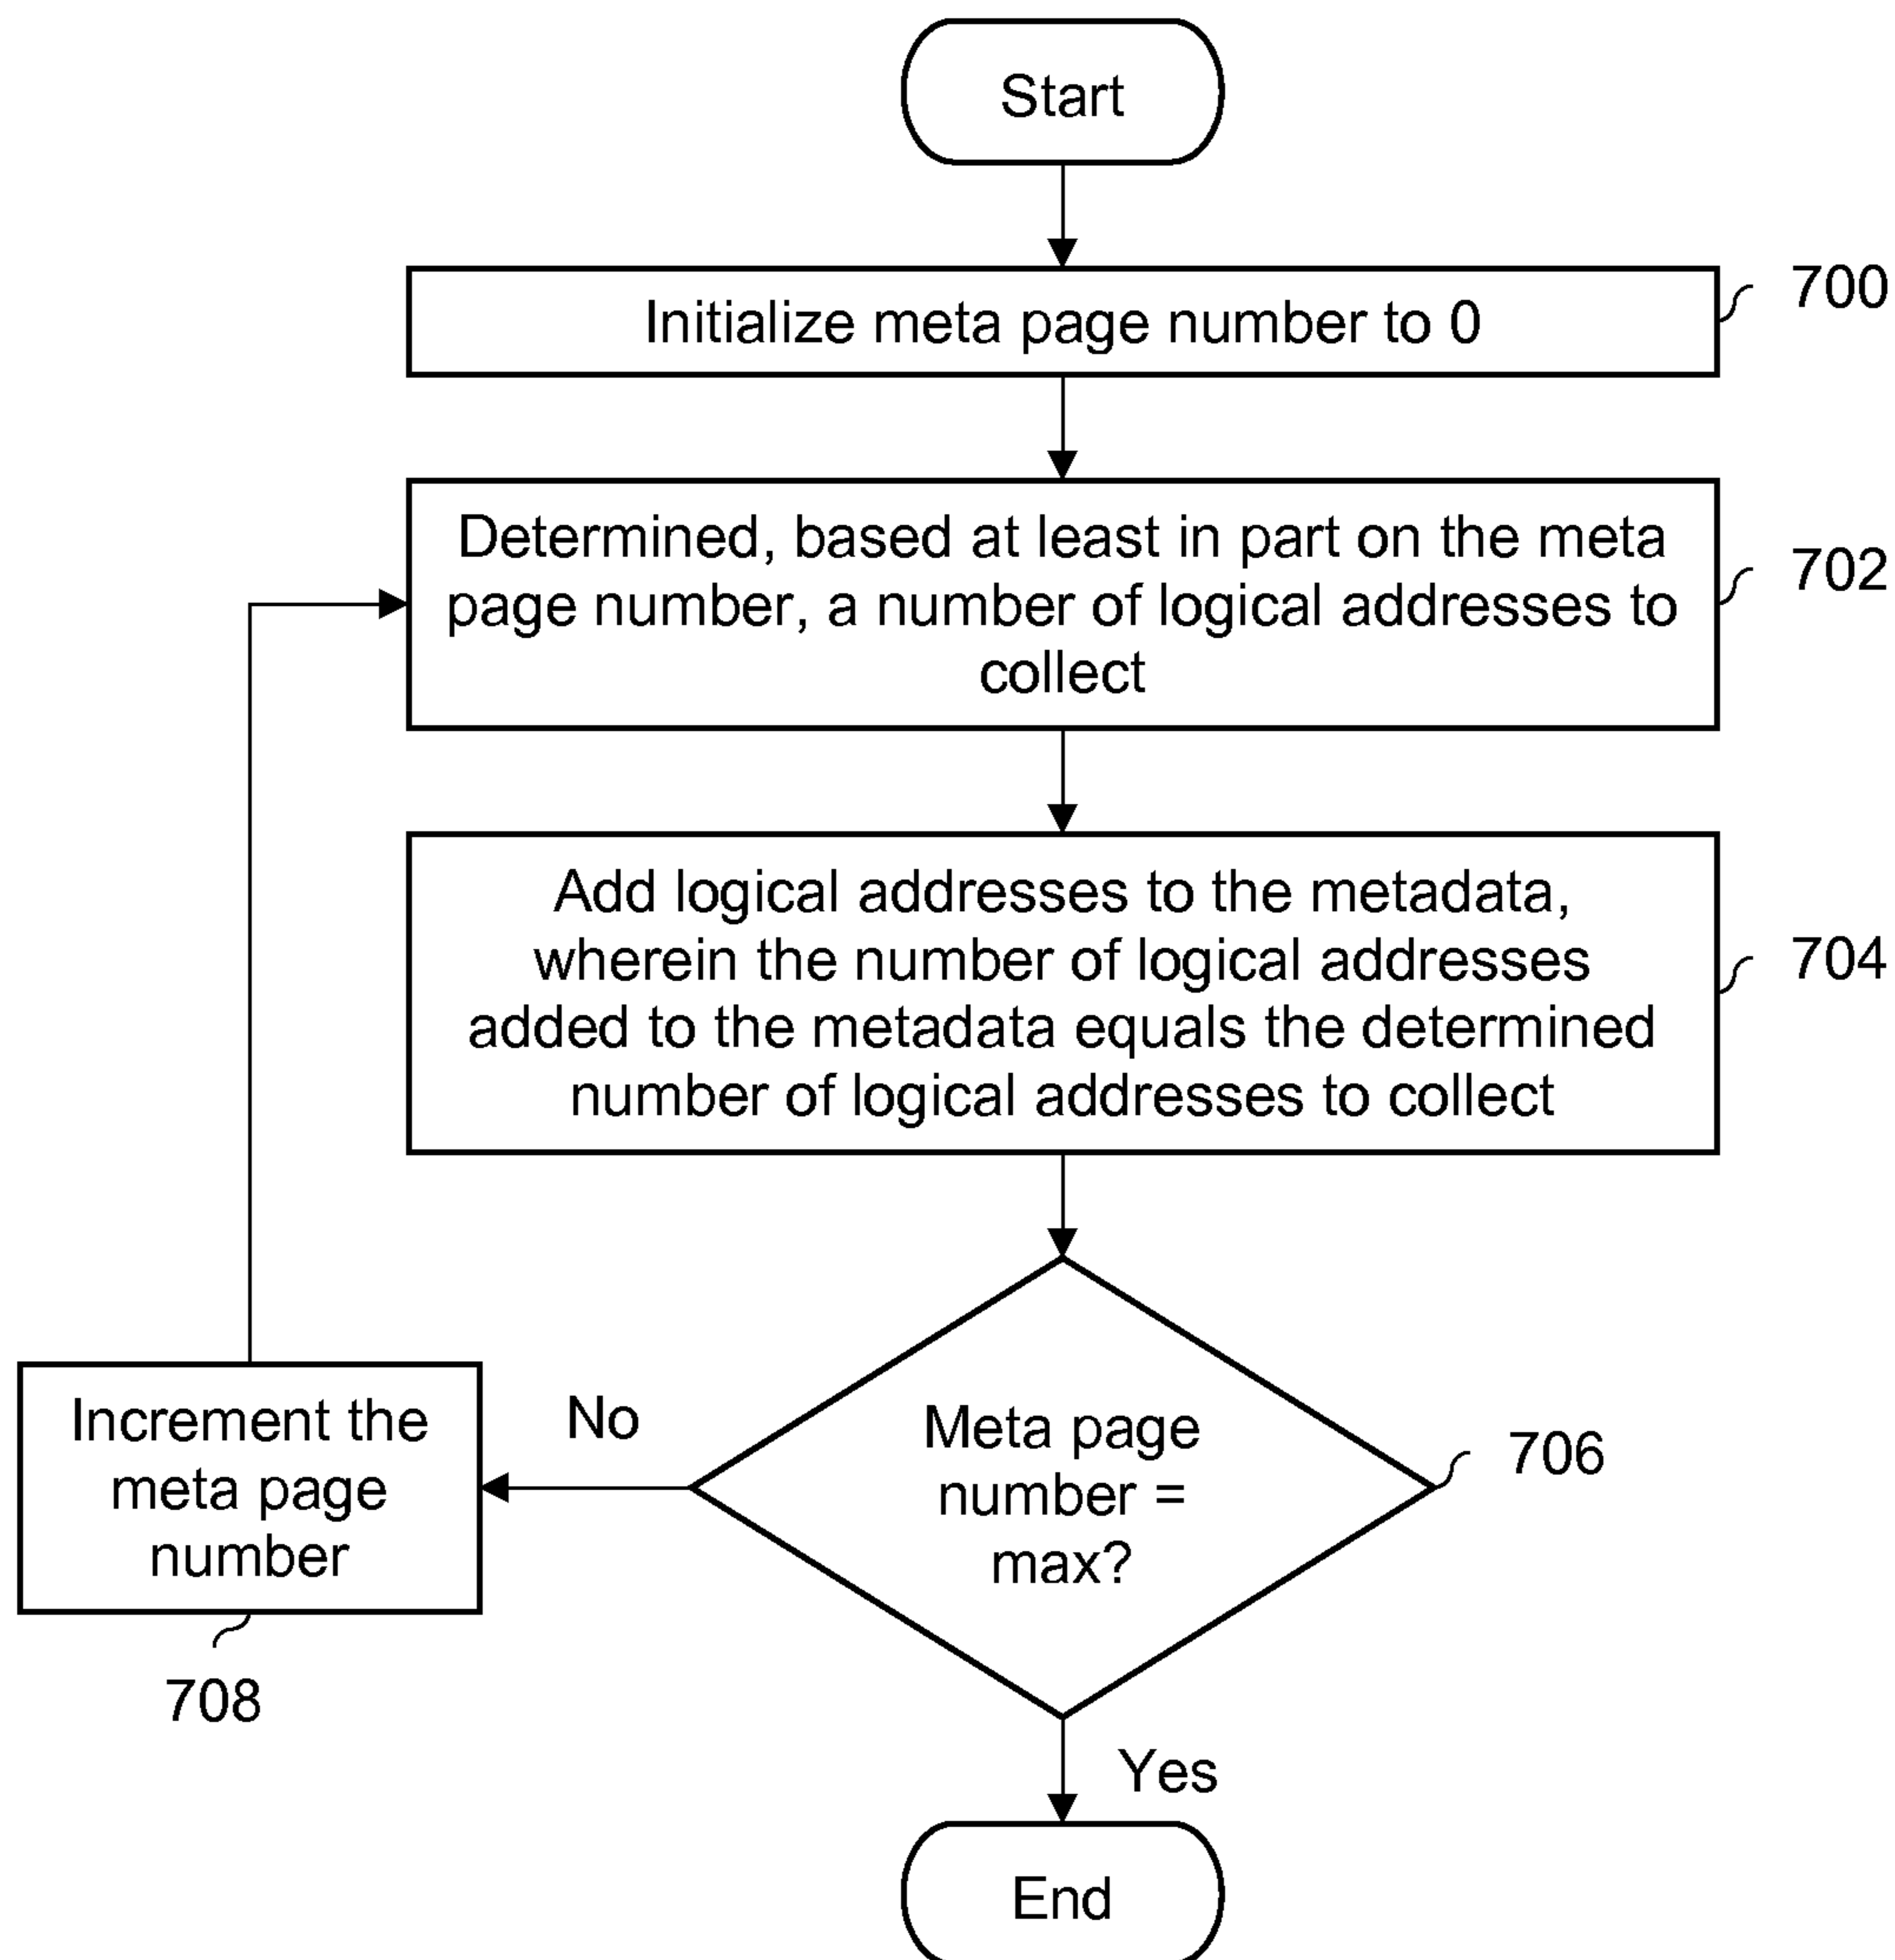 Start
Initialize meta page number to 0
700
Determined, based at least in part on the meta
page number, a number of logical addresses to
collect
702
Add logical addresses to the metadata,
wherein the number of logical addresses
added to the metadata equals the determined
number of logical addresses to collect
704
Meta page
number =
max?
706
No
Increment the
meta page
number
708
Yes
End